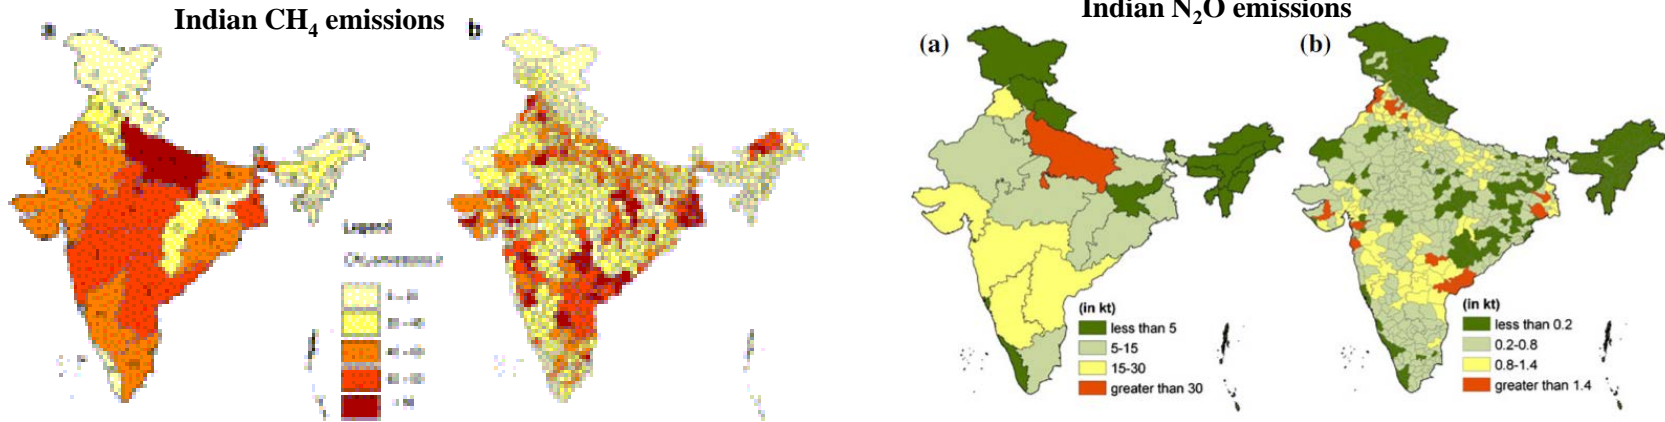 Indian CH₄ emissions
a
b
Legend
Indian N₂O emissions
(a)
(b)
(in kt)
less than 5
5-15
15-30
greater than 30
(in kt)
less than 0.2
0.2-0.8
0.8-1.4
greater than 1.4